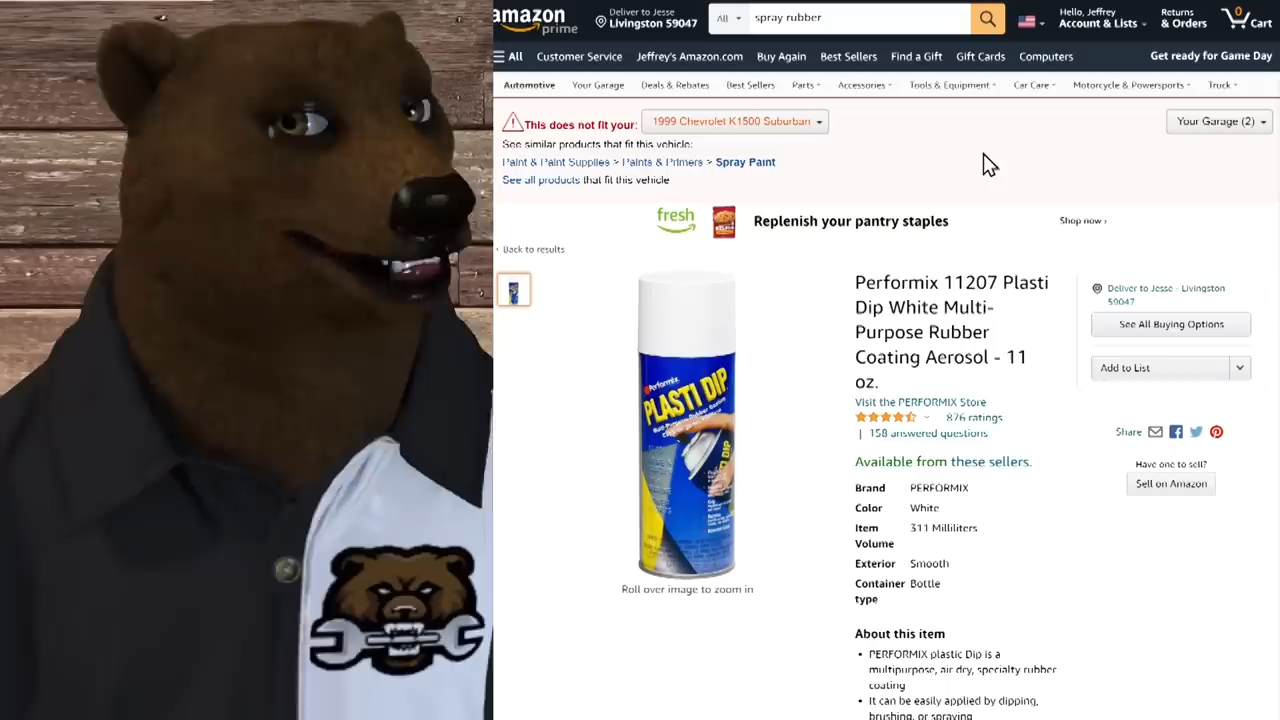 amazon prime
Deliver to Jesse
Livingston 59047
All
spray rubber
Hello, Jeffrey
Account & Lists
Returns
& Orders
0
Cart
All Customer Service Jeffrey's Amazon.com Buy Again Best Sellers Find a Gift Gift Cards Computers Get ready for Game Day
Automotive Your Garage Deals & Rebates Best Sellers Parts Accessories Tools & Equipment Car Care Motorcycle & Powersports Truck
This does not fit your: 1999 Chevrolet K1500 Suburban
Your Garage (2)
See similar products that fit this vehicle:
Paint & Paint Supplies > Paints & Primers > Spray Paint
See all products that fit this vehicle
fresh
Replenish your pantry staples
Shop now ›
‹ Back to results
Performix
PLASTI DIP
Roll over image to zoom in
Performix 11207 Plasti
Dip White Multi-
Purpose Rubber
Coating Aerosol - 11
oz.
Visit the PERFORMIX Store
876 ratings
| 158 answered questions
Available from these sellers.
Brand PERFORMIX
Color White
Item Volume 311 Milliliters
Exterior Smooth
Container type Bottle
About this item
• PERFORMIX plastic Dip is a
multipurpose, air dry, specialty rubber
coating
• It can be easily applied by dipping,
brushing, or spraying
Deliver to Jesse - Livingston
59047
See All Buying Options
Add to List
Share
Have one to sell?
Sell on Amazon